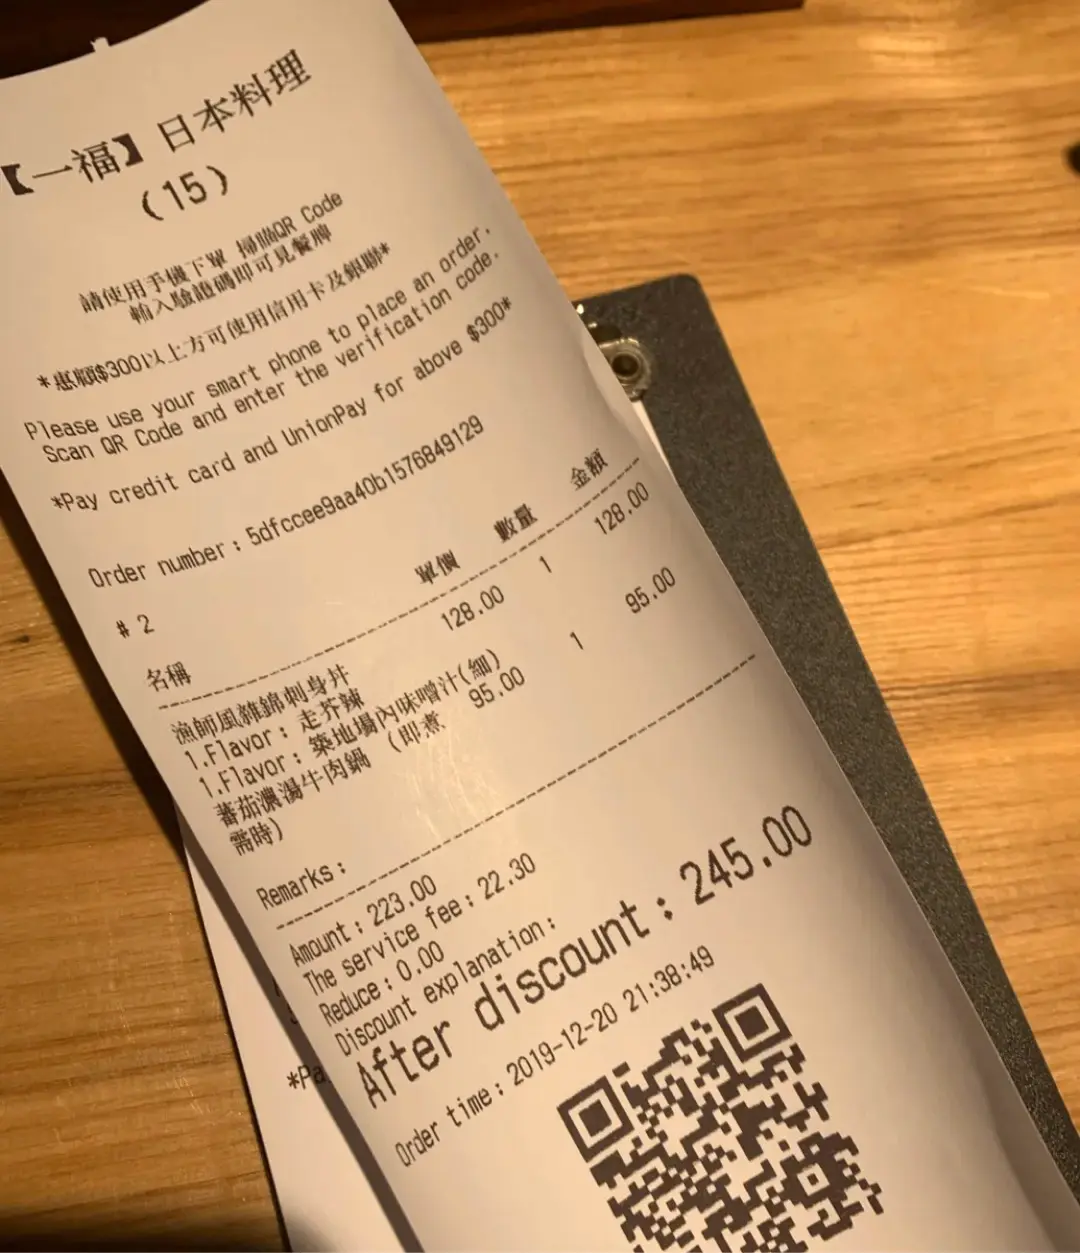 【一福】日本料理
(15)
請使用手機下單 掃瞄QR Code
輸入驗證碼即可見餐牌
*惠顧$300以上方可使用信用卡及銀聯*
Please use your smart phone to place an order.
Scan QR Code and enter the verification code.
*Pay credit card and UnionPay for above $300*
Order number：5dfccee9aa40b1576849129
# 2
名稱 單價 數量 金額
漁師風雜錦刺身丼 128.00 1 128.00
1.Flavor：走芥辣
1.Flavor：築地場內味噌汁(細)
蕃茄濃湯牛肉鍋 (即煮 95.00 1 95.00
需時)
Remarks：
Amount：223.00
The service fee：22.30
Reduce：0.00
Discount explanation：
After discount：245.00
Order time：2019-12-20 21:38:49
*Pa